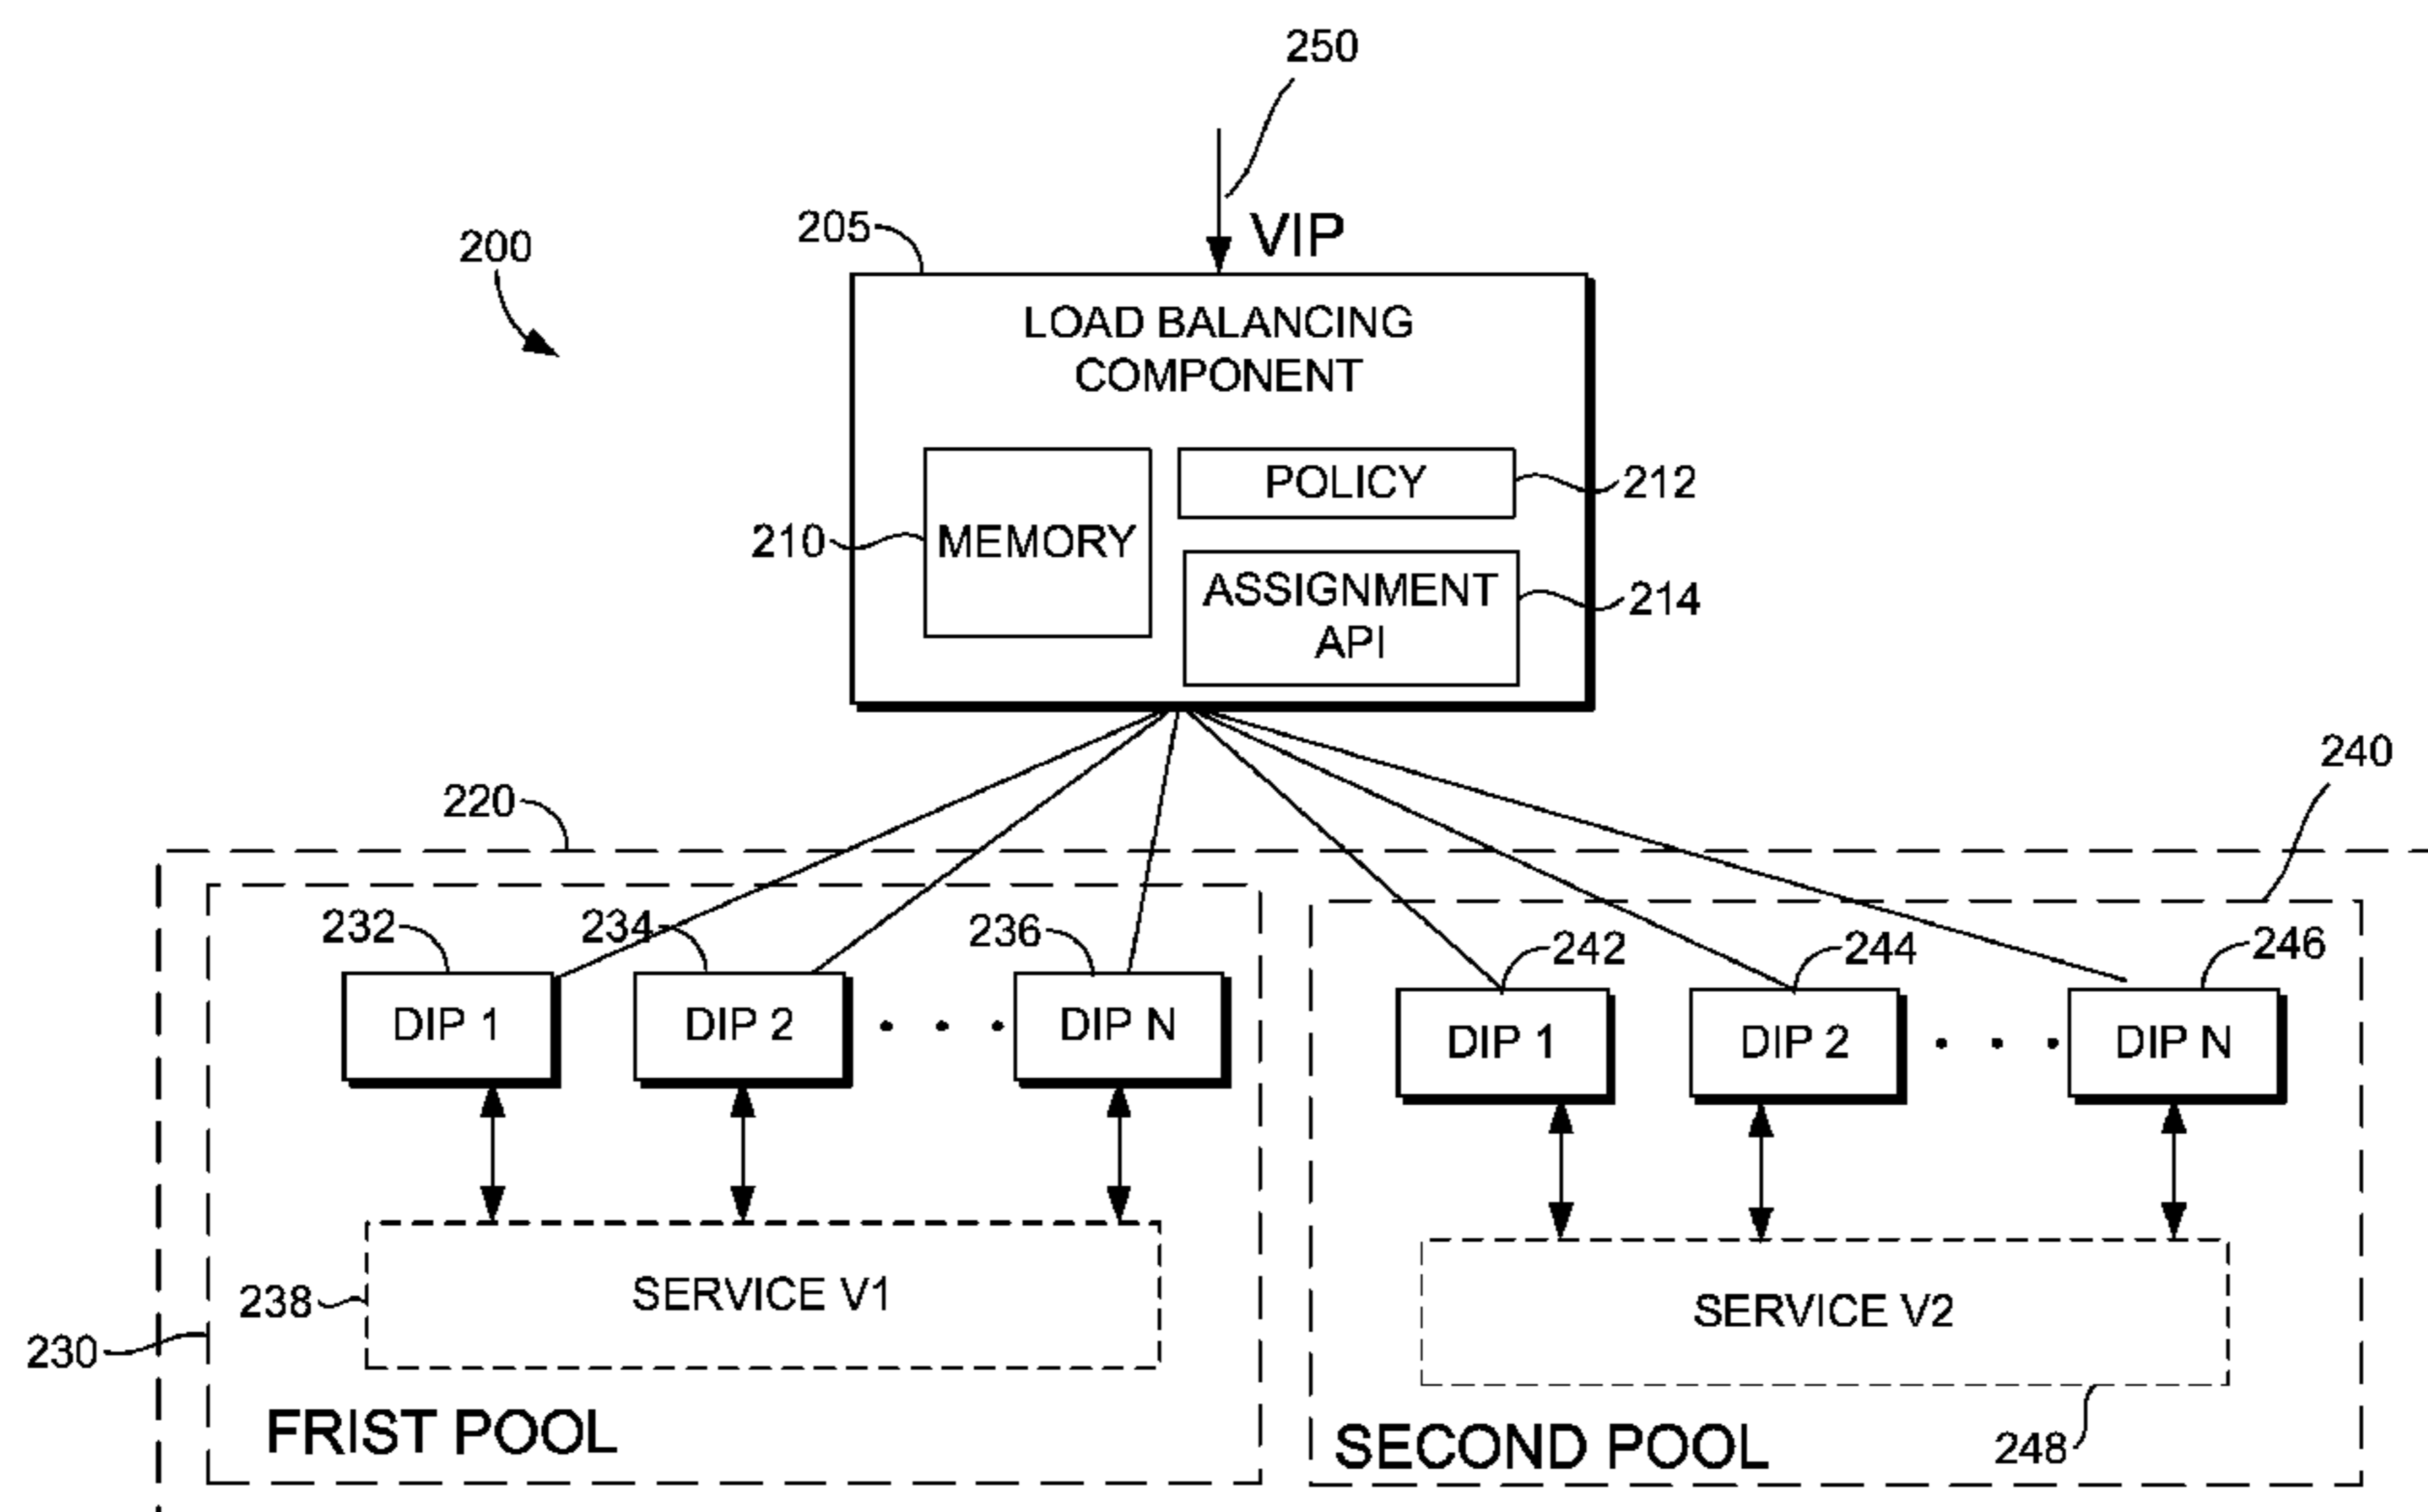 250
VIP
205
200
LOAD BALANCING
COMPONENT
POLICY
212
210
MEMORY
ASSIGNMENT
API
214
240
220
232
234
236
242
244
246
DIP 1
DIP 2
• • •
DIP N
DIP 1
DIP 2
• • •
DIP N
238
SERVICE V1
SERVICE V2
230
FRIST POOL
SECOND POOL
248